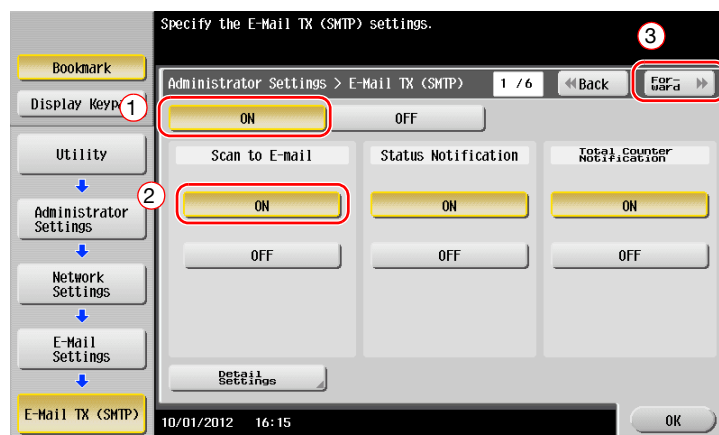 Specify the E-Mail TX (SMTP) settings.
3
Bookmark
Display Keypa
1
Administrator Settings > E-Mail TX (SMTP)
1 /6
Back
For-
ward
ON
OFF
Utility
Scan to E-mail
Status Notification
Total Counter
Notification
2
ON
ON
ON
Administrator
Settings
OFF
OFF
OFF
Network
Settings
E-Mail
Settings
Detail
Settings
E-Mail TX (SMTP)
10/01/2012 16:15
OK